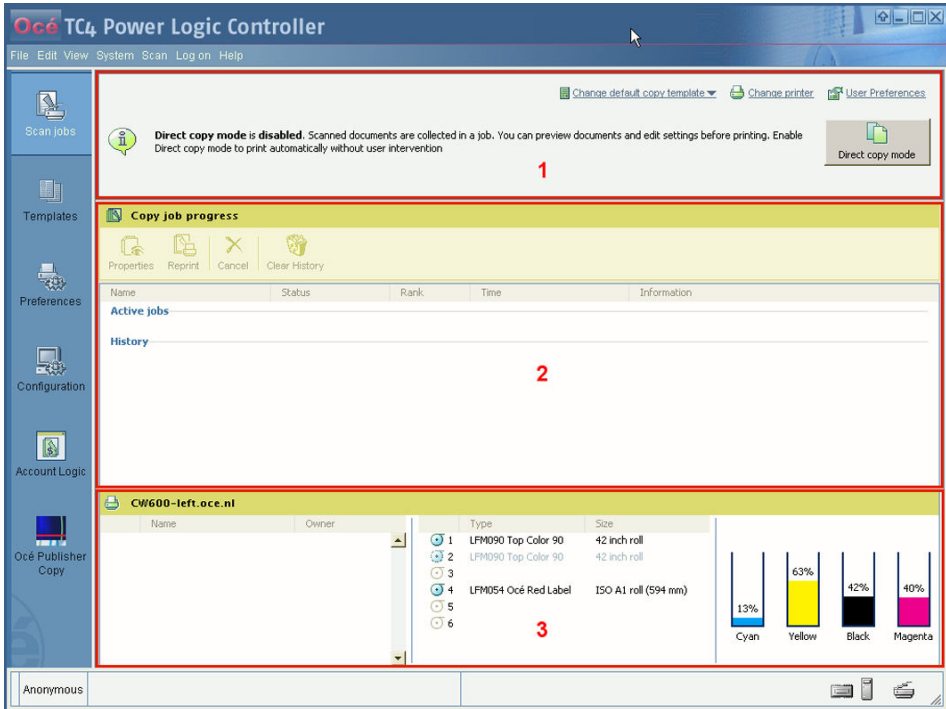 Océ TC4 Power Logic Controller
File Edit View System Scan Log on Help
Change default copy template
Change printer
User Preferences
Scan jobs
Direct copy mode is disabled. Scanned documents are collected in a job. You can preview documents and edit settings before printing. Enable
Direct copy mode to print automatically without user intervention
Direct copy mode
1
Templates
Preferences
Configuration
Account Logic
Océ Publisher
Copy
Copy job progress
Properties Reprint Cancel Clear History
Name Status Rank Time Information
Active jobs
History
2
CW600-left.oce.nl
Name Owner
Type Size
1 LFM090 Top Color 90 42 inch roll
2 LFM090 Top Color 90 42 inch roll
3
4 LFM054 Océ Red Label ISO A1 roll (594 mm)
5
6
3
13% 63% 42% 40%
Cyan Yellow Black Magenta
Anonymous